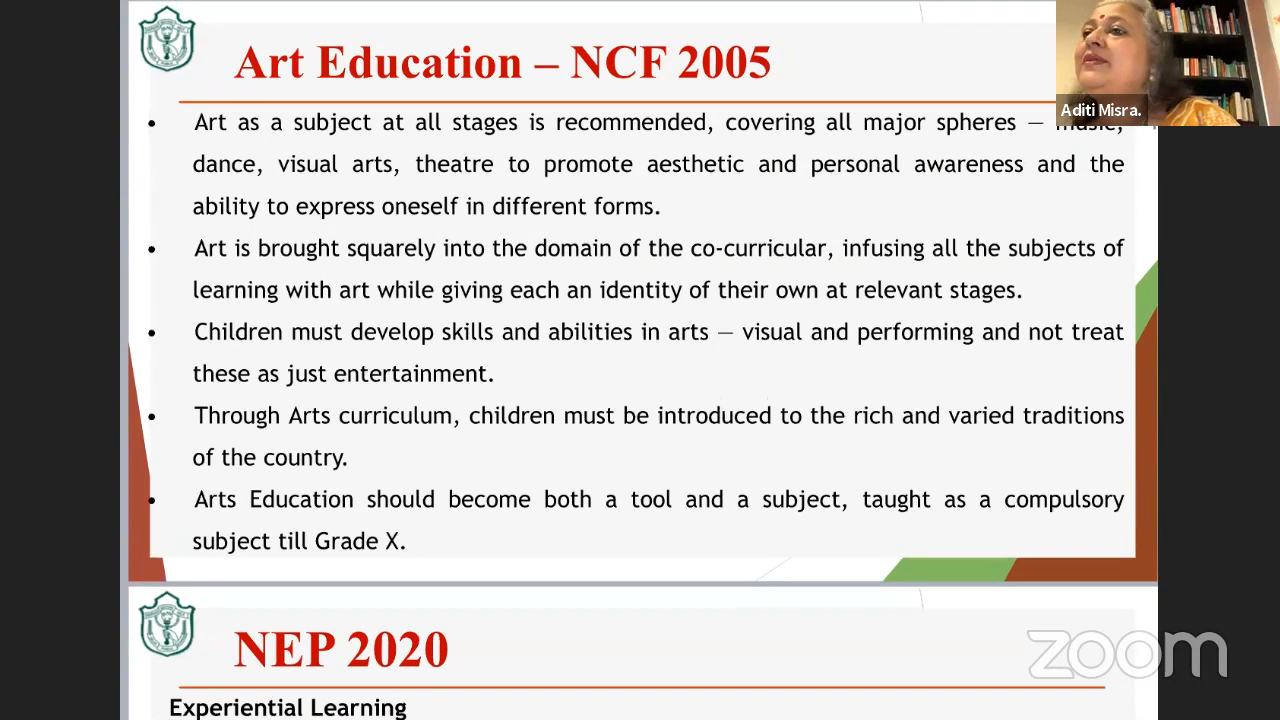 Art Education – NCF 2005
Aditi Misra.
• Art as a subject at all stages is recommended, covering all major spheres — music,
dance, visual arts, theatre to promote aesthetic and personal awareness and the
ability to express oneself in different forms.
• Art is brought squarely into the domain of the co-curricular, infusing all the subjects of
learning with art while giving each an identity of their own at relevant stages.
• Children must develop skills and abilities in arts — visual and performing and not treat
these as just entertainment.
• Through Arts curriculum, children must be introduced to the rich and varied traditions
of the country.
• Arts Education should become both a tool and a subject, taught as a compulsory
subject till Grade X.
NEP 2020
zoom
Experiential Learning